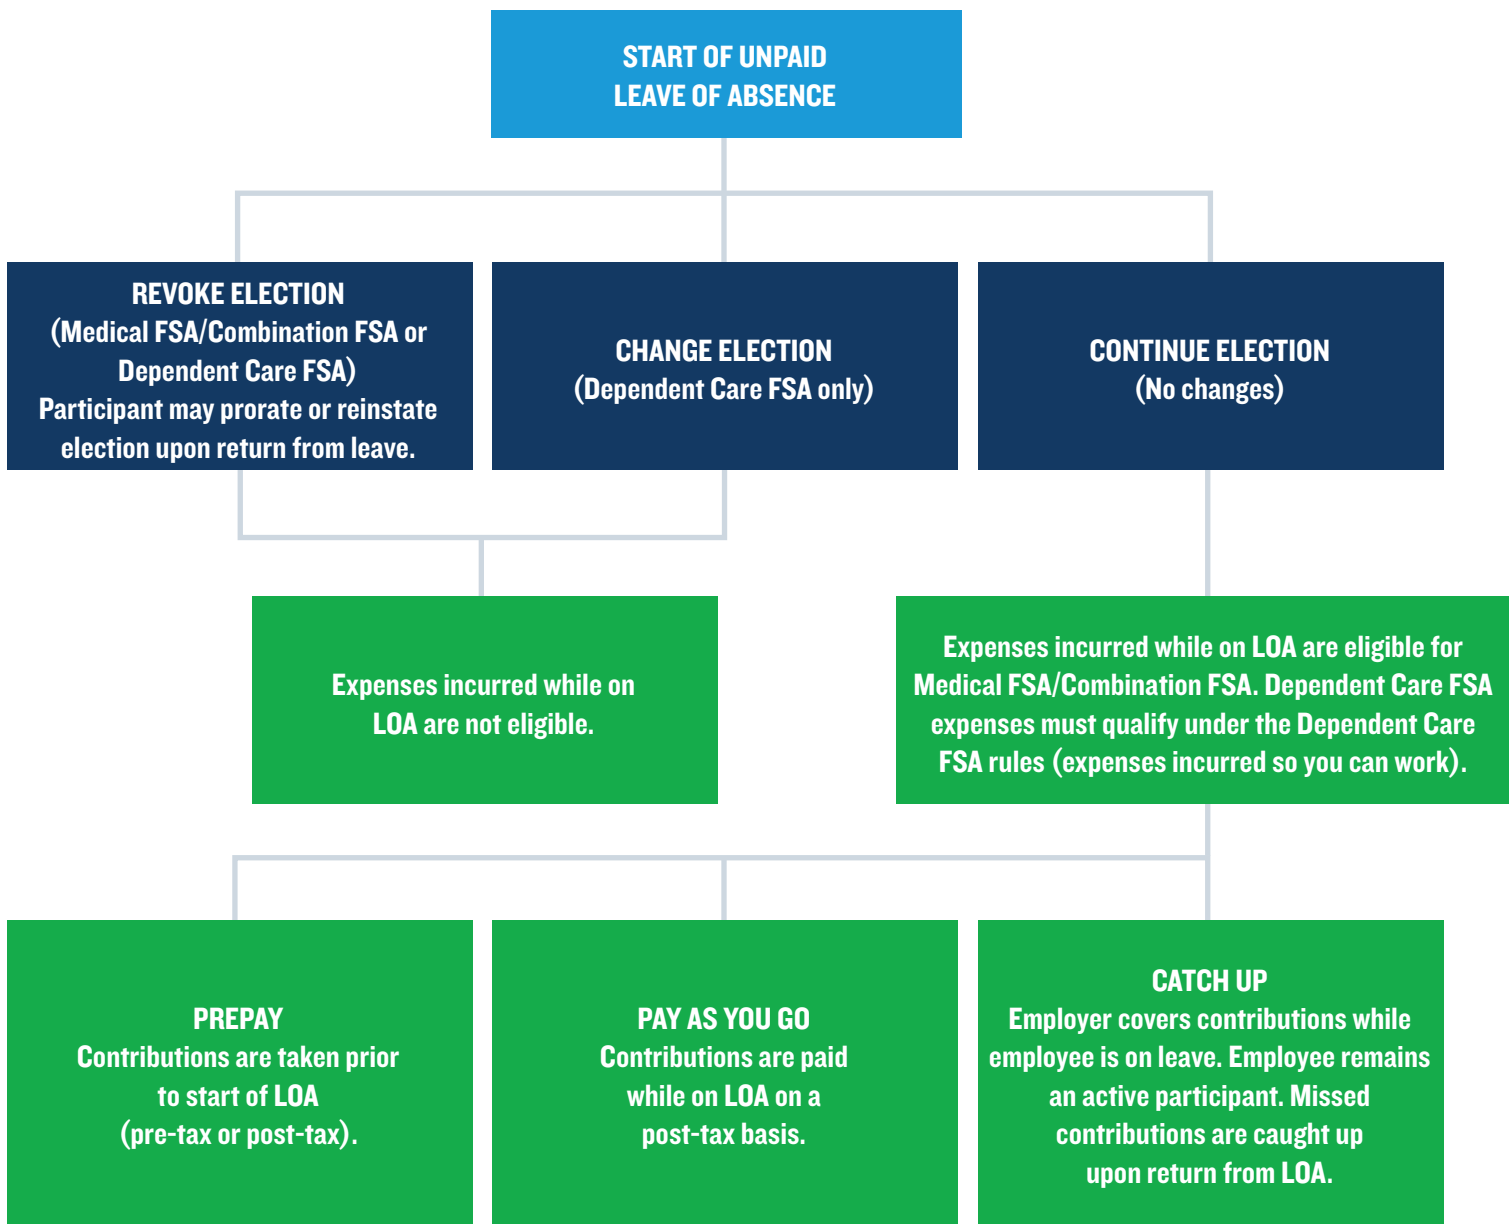 START OF UNPAID
LEAVE OF ABSENCE
REVOKE ELECTION
(Medical FSA/Combination FSA or
Dependent Care FSA)
Participant may prorate or reinstate
election upon return from leave.
CHANGE ELECTION
(Dependent Care FSA only)
CONTINUE ELECTION
(No changes)
Expenses incurred while on
LOA are not eligible.
Expenses incurred while on LOA are eligible for
Medical FSA/Combination FSA. Dependent Care FSA
expenses must qualify under the Dependent Care
FSA rules (expenses incurred so you can work).
PREPAY
Contributions are taken prior
to start of LOA
(pre-tax or post-tax).
PAY AS YOU GO
Contributions are paid
while on LOA on a
post-tax basis.
CATCH UP
Employer covers contributions while
employee is on leave. Employee remains
an active participant. Missed
contributions are caught up
upon return from LOA.